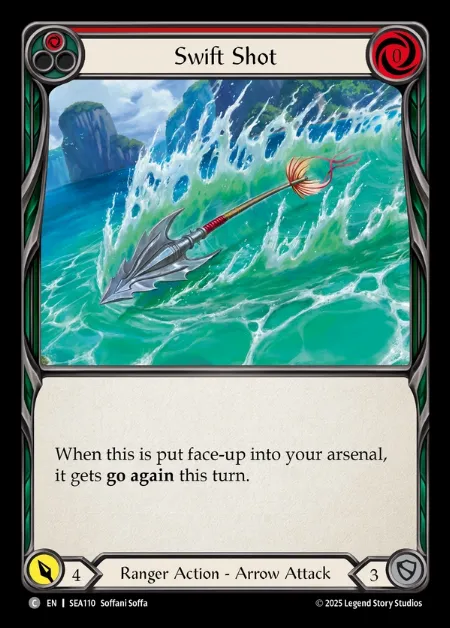 Swift Shot
0
When this is put face-up into your arsenal,
it gets go again this turn.
4
Ranger Action - Arrow Attack
3
C EN | SEA110 Soffani Soffa
© 2025 Legend Story Studios